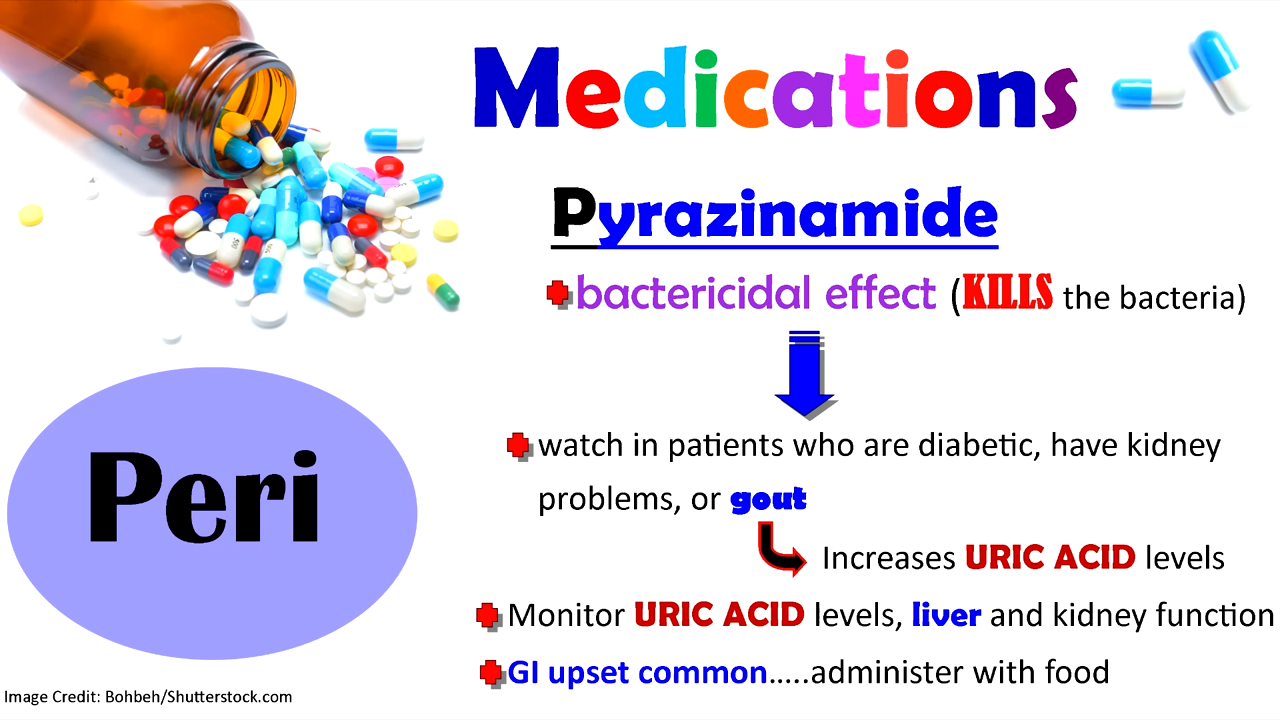 Medications
Pyrazinamide
bactericidal effect (KILLS the bacteria)
watch in patients who are diabetic, have kidney
problems, or gout
Increases URIC ACID levels
Monitor URIC ACID levels, liver and kidney function
GI upset common.....administer with food
Peri
Image Credit: Bohbeh/Shutterstock.com